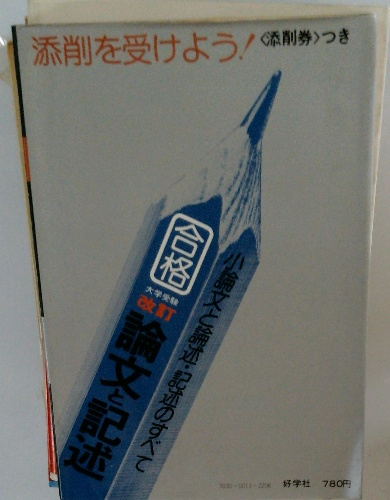 添削を受けよう！〈添削券〉つき
合格
大学受験
改訂
論文と記述
小論文と論述・記述のすべて
好学社 780円